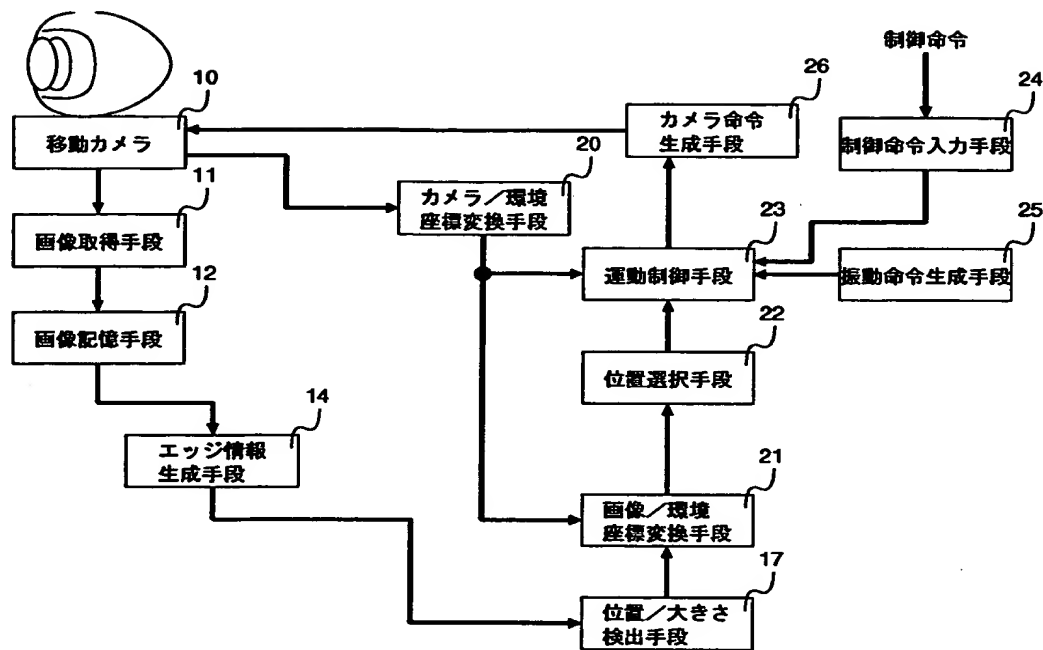 制御命令
10
移動カメラ
26
カメラ命令
生成手段
24
制御命令入力手段
20
カメラ/環境
座標変換手段
11
画像取得手段
23
運動制御手段
25
振動命令生成手段
12
画像記憶手段
22
位置選択手段
14
エッジ情報
生成手段
21
画像/環境
座標変換手段
17
位置/大きさ
検出手段